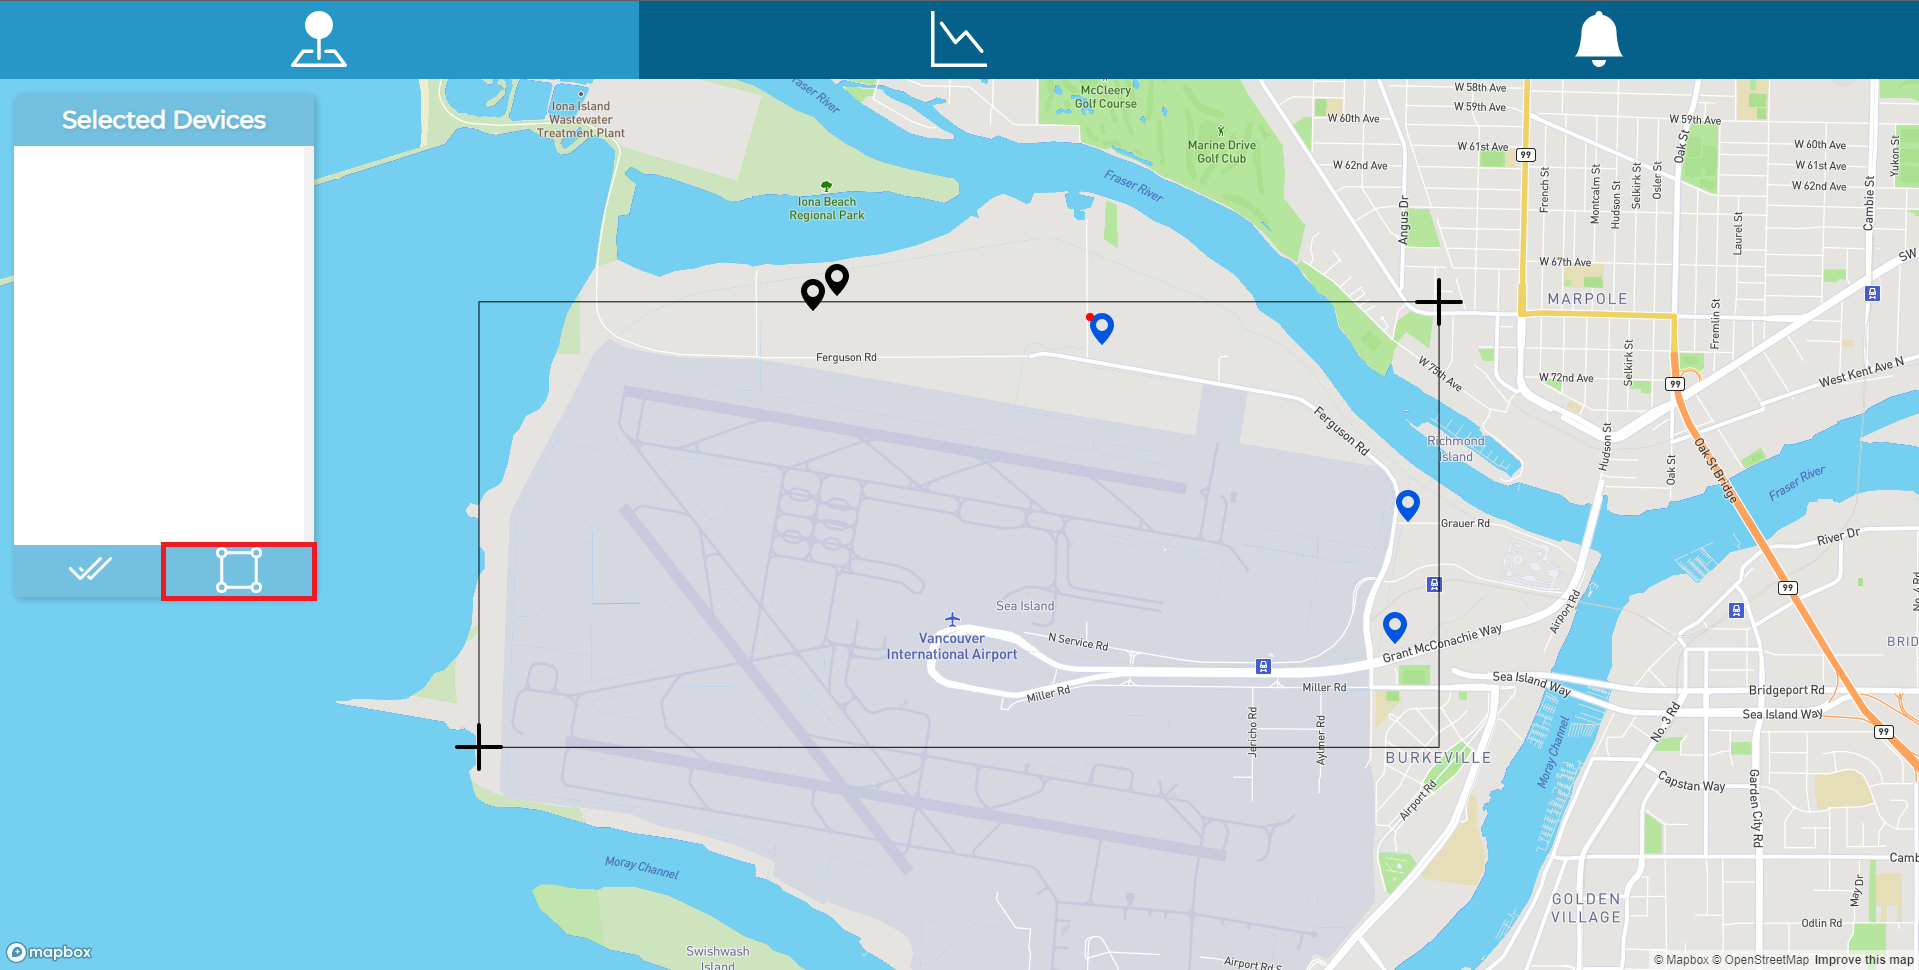 Selected Devices
Iona Island
Wastewater
Treatment Plant
Fraser River
McCleery
Golf Course
Marine Drive
Golf Club
Iona Beach
Regional Park
Fraser River
W 58th Ave
W 59th Ave
W 60th Ave
W 61st Ave
W 62nd Ave
99
W 59th Ave
Oak St
W 60th Ave
W 61st Ave
W 62nd Ave
Yukon St
French St
Montcalm St
Hudson St
Selkirk St
Osler St
Laurel St
Cambie St
Angus Dr
W 67th Ave
SW
MARPOLE
Fremlin St
Selkirk St
Ferguson Rd
W 75th Ave
W 72nd Ave
99
West Kent Ave N
Ferguson Rd
Richmond
Island
Hudson St
Oak St
Oak St Bridge
Fraser River
Grauer Rd
River Dr
99
Sea Island
Airport Rd
Vancouver
International Airport
N Service Rd
Grant McConachie Way
BRID
Miller Rd
Miller Rd
Sea Island Way
Bridgeport Rd
Sea Island Way
No. 3 Rd
99
Jericho Rd
Aylmer Rd
BURKEVILLE
Moray Channel
Airport Rd
Capstan Way
Garden City Rd
Camb
Moray Channel
May Dr
GOLDEN
VILLAGE
Odlin Rd
Swishwash
Island
Airport Rd S
mapbox
© Mapbox © OpenStreetMap Improve this map